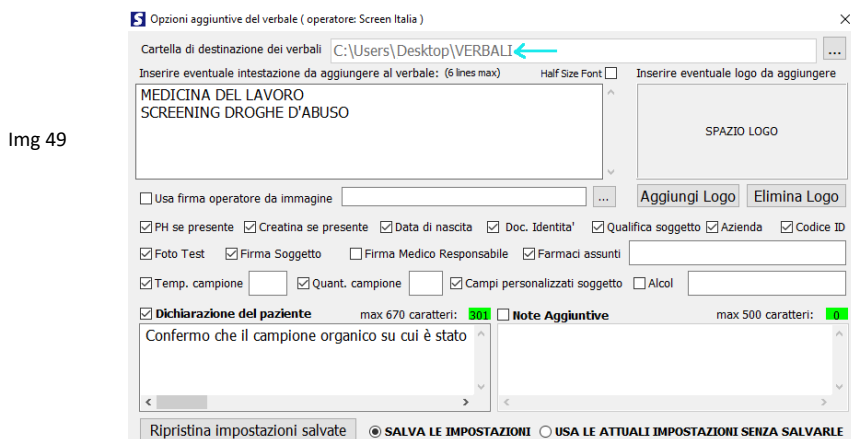 Opzioni aggiuntive del verbale ( operatore: Screen Italia )
Cartella di destinazione dei verbali C:\Users\Desktop\VERBALI ...
Inserire eventuale intestazione da aggiungere al verbale: (6 lines max) Half Size Font Inserire eventuale logo da aggiungere
MEDICINA DEL LAVORO
SCREENING DROGHE D'ABUSO
SPAZIO LOGO
Img 49
Usa firma operatore da immagine ... Aggiungi Logo Elimina Logo
PH se presente Creatina se presente Data di nascita Doc. Identita' Qualifica soggetto Azienda Codice ID
Foto Test Firma Soggetto Firma Medico Responsabile Farmaci assunti
Temp. campione Quant. campione Campi personalizzati soggetto Alcol
Dichiarazione del paziente max 670 caratteri: 301 Note Aggiuntive max 500 caratteri: 0
Confermo che il campione organico su cui è stato
Ripristina impostazioni salvate SALVA LE IMPOSTAZIONI USA LE ATTUALI IMPOSTAZIONI SENZA SALVARLE